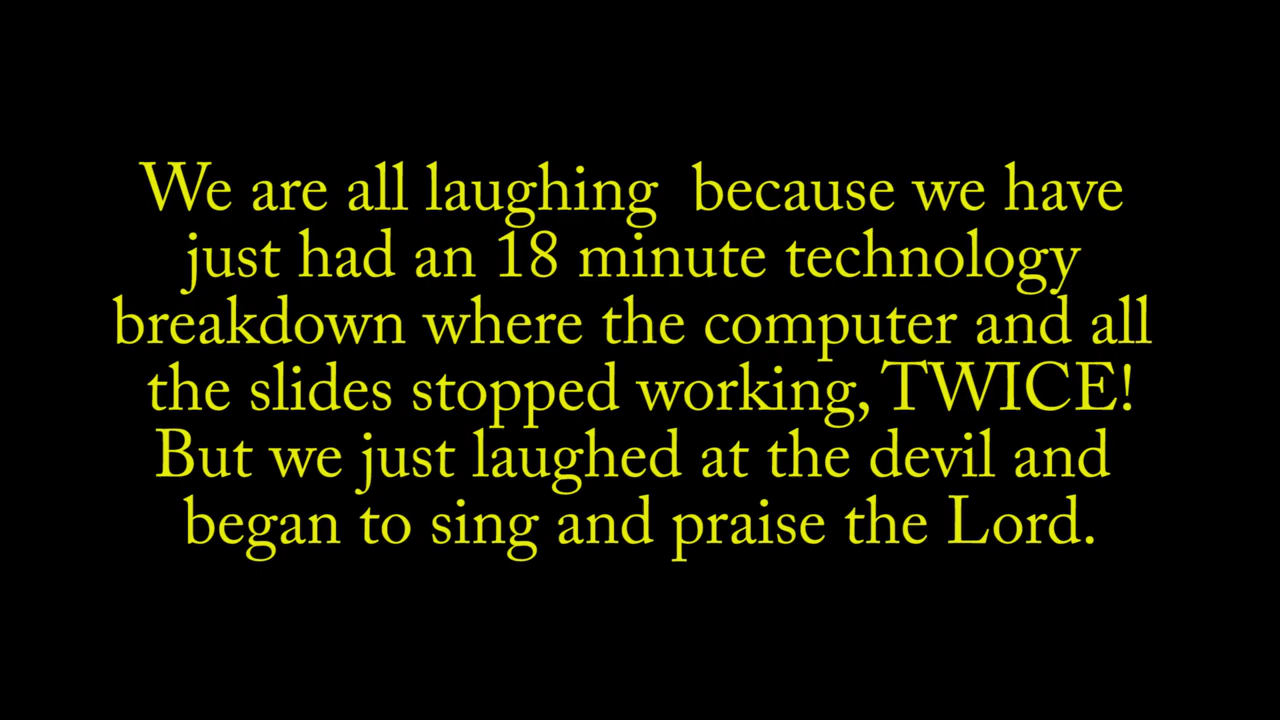 We are all laughing  because we have
just had an 18 minute technology
breakdown where the computer and all
the slides stopped working, TWICE!
But we just laughed at the devil and
began to sing and praise the Lord.